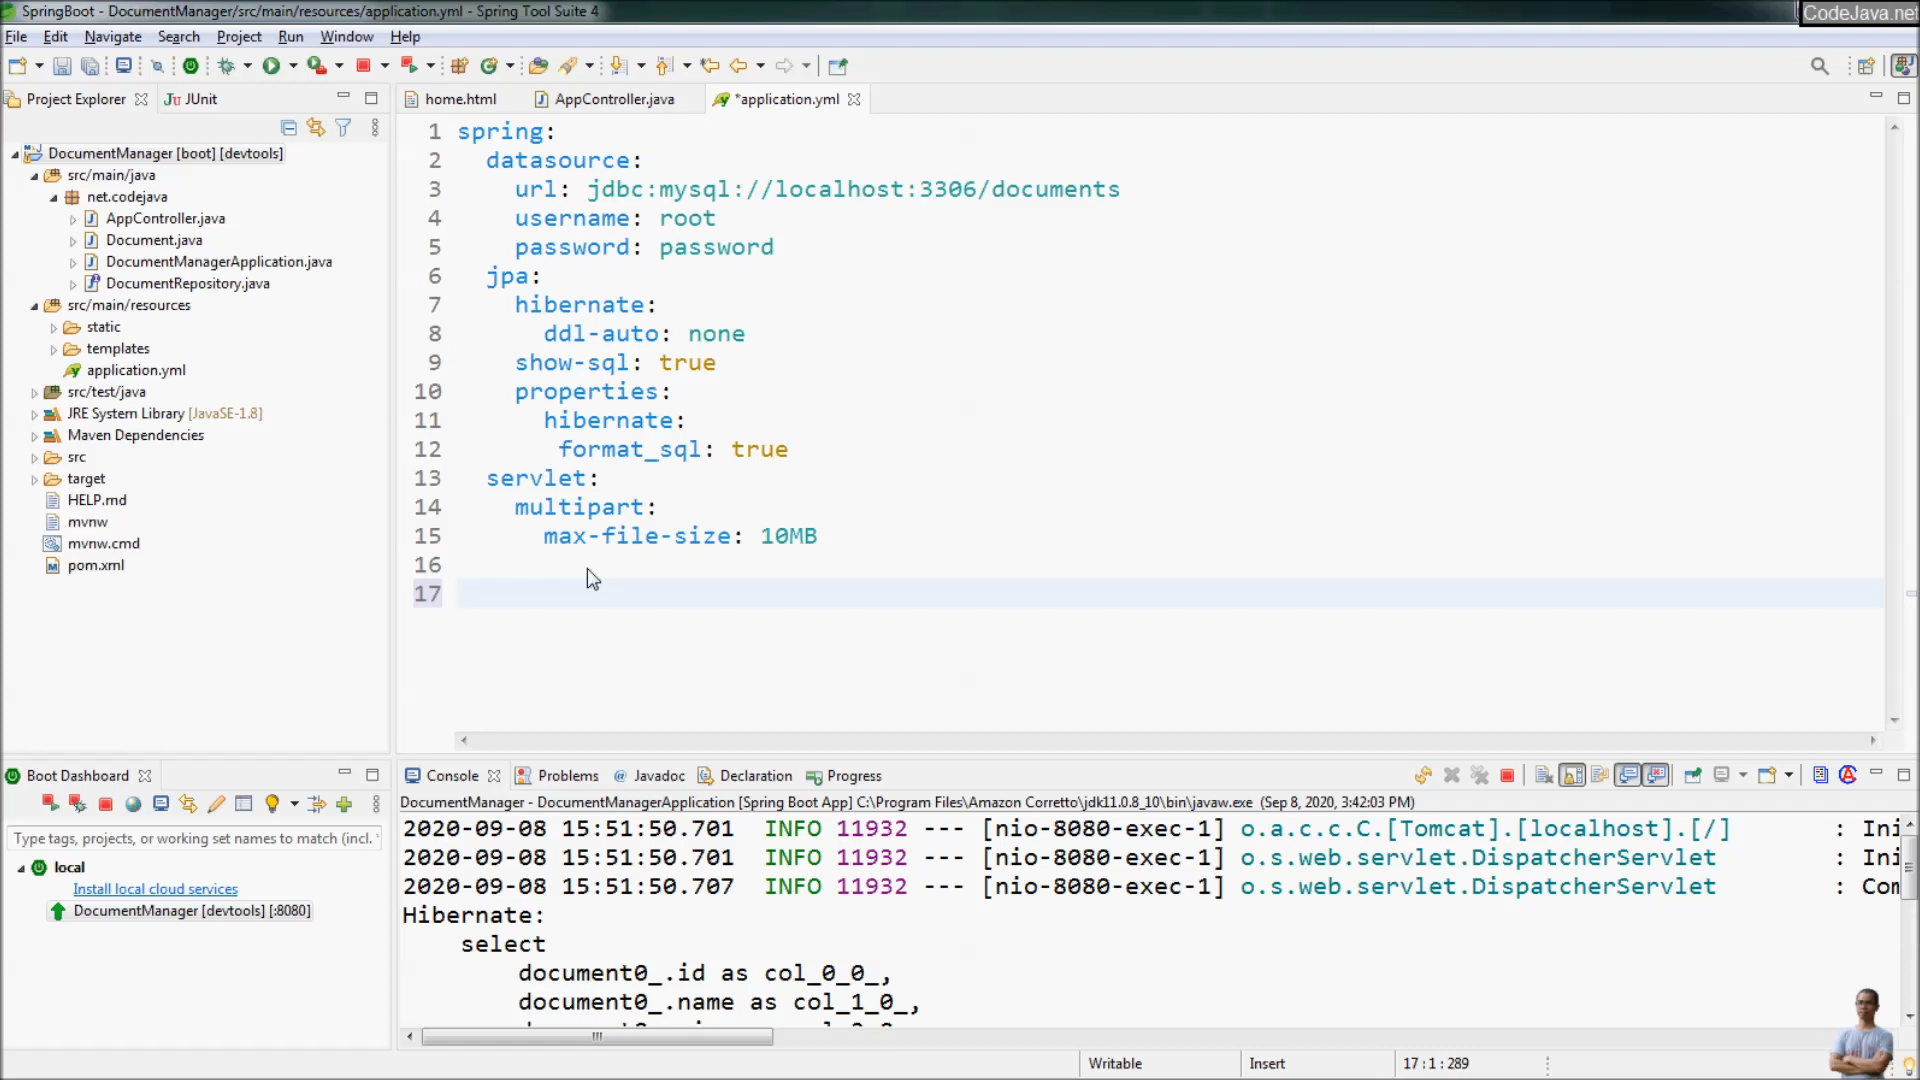 SpringBoot - DocumentManager/src/main/resources/application.yml - Spring Tool Suite 4
CodeJava.net
File Edit Navigate Search Project Run Window Help
Project Explorer JUnit
home.html AppController.java *application.yml
DocumentManager [boot] [devtools]
src/main/java
net.codejava
AppController.java
Document.java
DocumentManagerApplication.java
DocumentRepository.java
src/main/resources
static
templates
application.yml
src/test/java
JRE System Library [JavaSE-1.8]
Maven Dependencies
src
target
HELP.md
mvnw
mvnw.cmd
pom.xml
1 spring:
2 datasource:
3 url: jdbc:mysql://localhost:3306/documents
4 username: root
5 password: password
6 jpa:
7 hibernate:
8 ddl-auto: none
9 show-sql: true
10 properties:
11 hibernate:
12 format_sql: true
13 servlet:
14 multipart:
15 max-file-size: 10MB
16
17
Boot Dashboard
Type tags, projects, or working set names to match (incl. 
local
Install local cloud services
DocumentManager [devtools] [:8080]
Console Problems @ Javadoc Declaration Progress
DocumentManager - DocumentManagerApplication [Spring Boot App] C:\Program Files\Amazon Corretto\jdk11.0.8_10\bin\javaw.exe (Sep 8, 2020, 3:42:03 PM)
2020-09-08 15:51:50.701 INFO 11932 --- [nio-8080-exec-1] o.a.c.c.C.[Tomcat].[localhost].[/] : Ini
2020-09-08 15:51:50.701 INFO 11932 --- [nio-8080-exec-1] o.s.web.servlet.DispatcherServlet : Ini
2020-09-08 15:51:50.707 INFO 11932 --- [nio-8080-exec-1] o.s.web.servlet.DispatcherServlet : Com
Hibernate:
select
document0_.id as col_0_0_,
document0_.name as col_1_0_,
Writable Insert 17 : 1 : 289